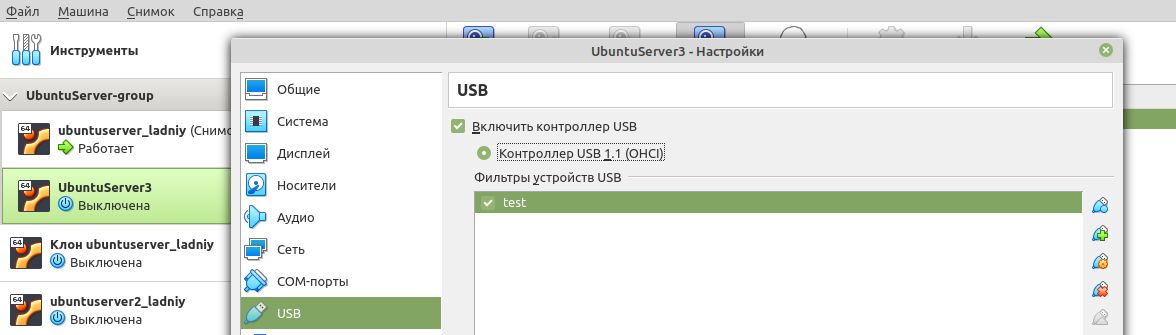 Файл Машина Снимок Справка
Инструменты
UbuntuServer-group
64 ubuntuserver_ladniy (Снимо
Работает
64 UbuntuServer3
Выключена
64 Клон ubuntuserver_ladniy
Выключена
64 ubuntuserver2_ladniy
Выключена
UbuntuServer3 - Настройки
Общие
Система
Дисплей
Носители
Аудио
Сеть
COM-порты
USB
USB
Включить контроллер USB
Контроллер USB 1.1 (OHCI)
Фильтры устройств USB
test